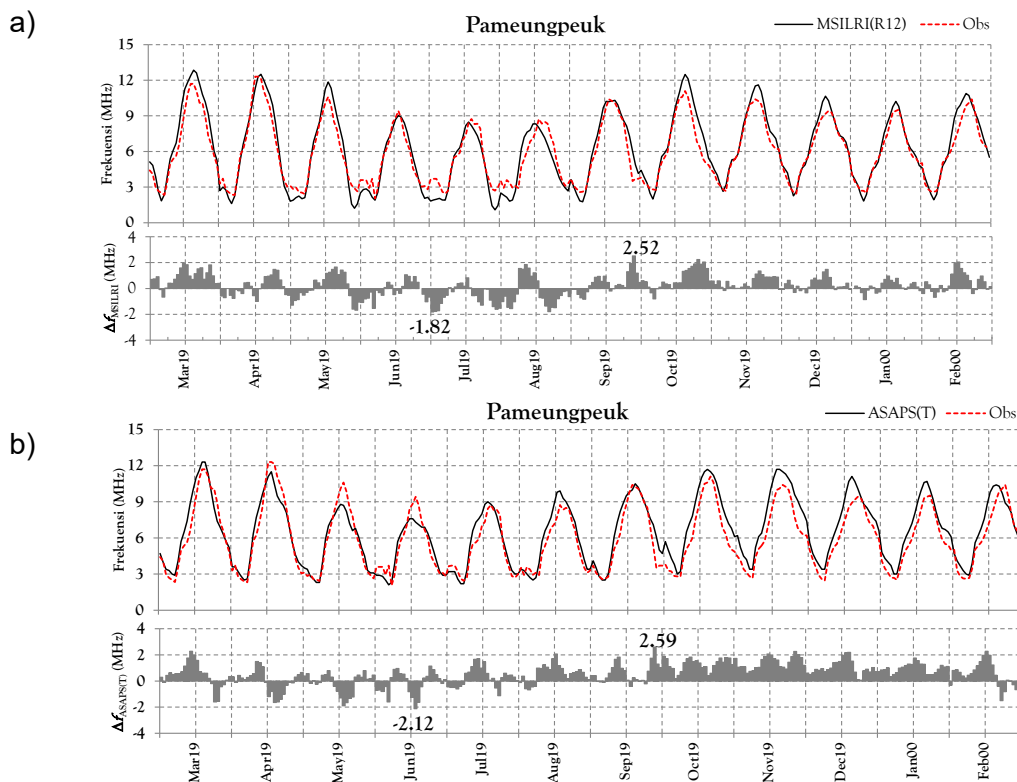 a)
Pameungpeuk
MSILRI(R12) Obs
Frekuensi (MHz)
15
12
9
6
3
0
ΔfMSILRI (MHz)
4
2
0
-2
-4
2.52
-1.82
Mar19 Apr19 May19 Jun19 Jul19 Aug19 Sep19 Oct19 Nov19 Dec19 Jan00 Feb00
b)
Pameungpeuk
ASAPS(T) Obs
Frekuensi (MHz)
15
12
9
6
3
0
ΔfASAPS(T) (MHz)
4
2
0
-2
-4
2.59
-2.12
Mar19 Apr19 May19 Jun19 Jul19 Aug19 Sep19 Oct19 Nov19 Dec19 Jan00 Feb00